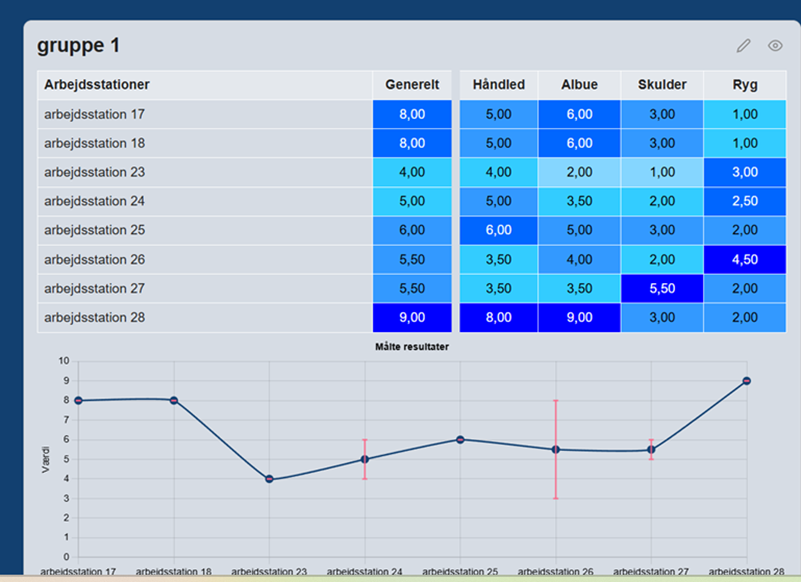 gruppe 1
Arbejdsstationer Generelt Håndled Albue Skulder Ryg
arbejdsstation 17 8,00 5,00 6,00 3,00 1,00
arbejdsstation 18 8,00 5,00 6,00 3,00 1,00
arbejdsstation 23 4,00 4,00 2,00 1,00 3,00
arbejdsstation 24 5,00 5,00 3,50 2,00 2,50
arbejdsstation 25 6,00 6,00 5,00 3,00 2,00
arbejdsstation 26 5,50 3,50 4,00 2,00 4,50
arbejdsstation 27 5,50 3,50 3,50 5,50 2,00
arbejdsstation 28 9,00 8,00 9,00 3,00 2,00
Målte resultater
10
9
8
7
6
5
4
3
2
1
0
Værdi
arbejdsstation 17 arbejdsstation 18 arbejdsstation 23 arbejdsstation 24 arbejdsstation 25 arbejdsstation 26 arbejdsstation 27 arbejdsstation 28